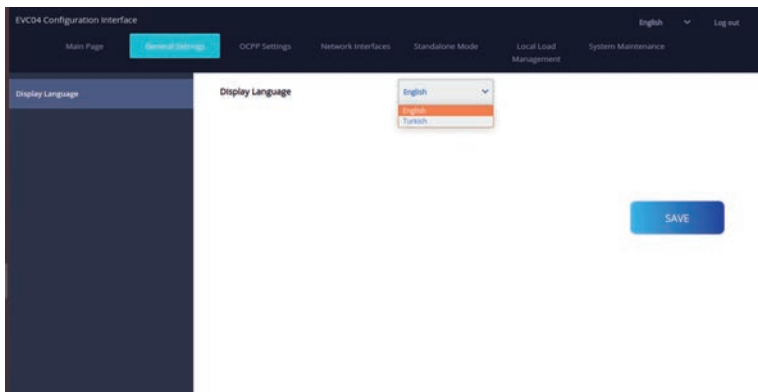 EVC04 Configuration Interface
English
Log out
Main Page
General Settings
OCPP Settings
Network Interfaces
Standalone Mode
Local Load
Management
System Maintenance
Display Language
Display Language
English
English
Turkish
SAVE